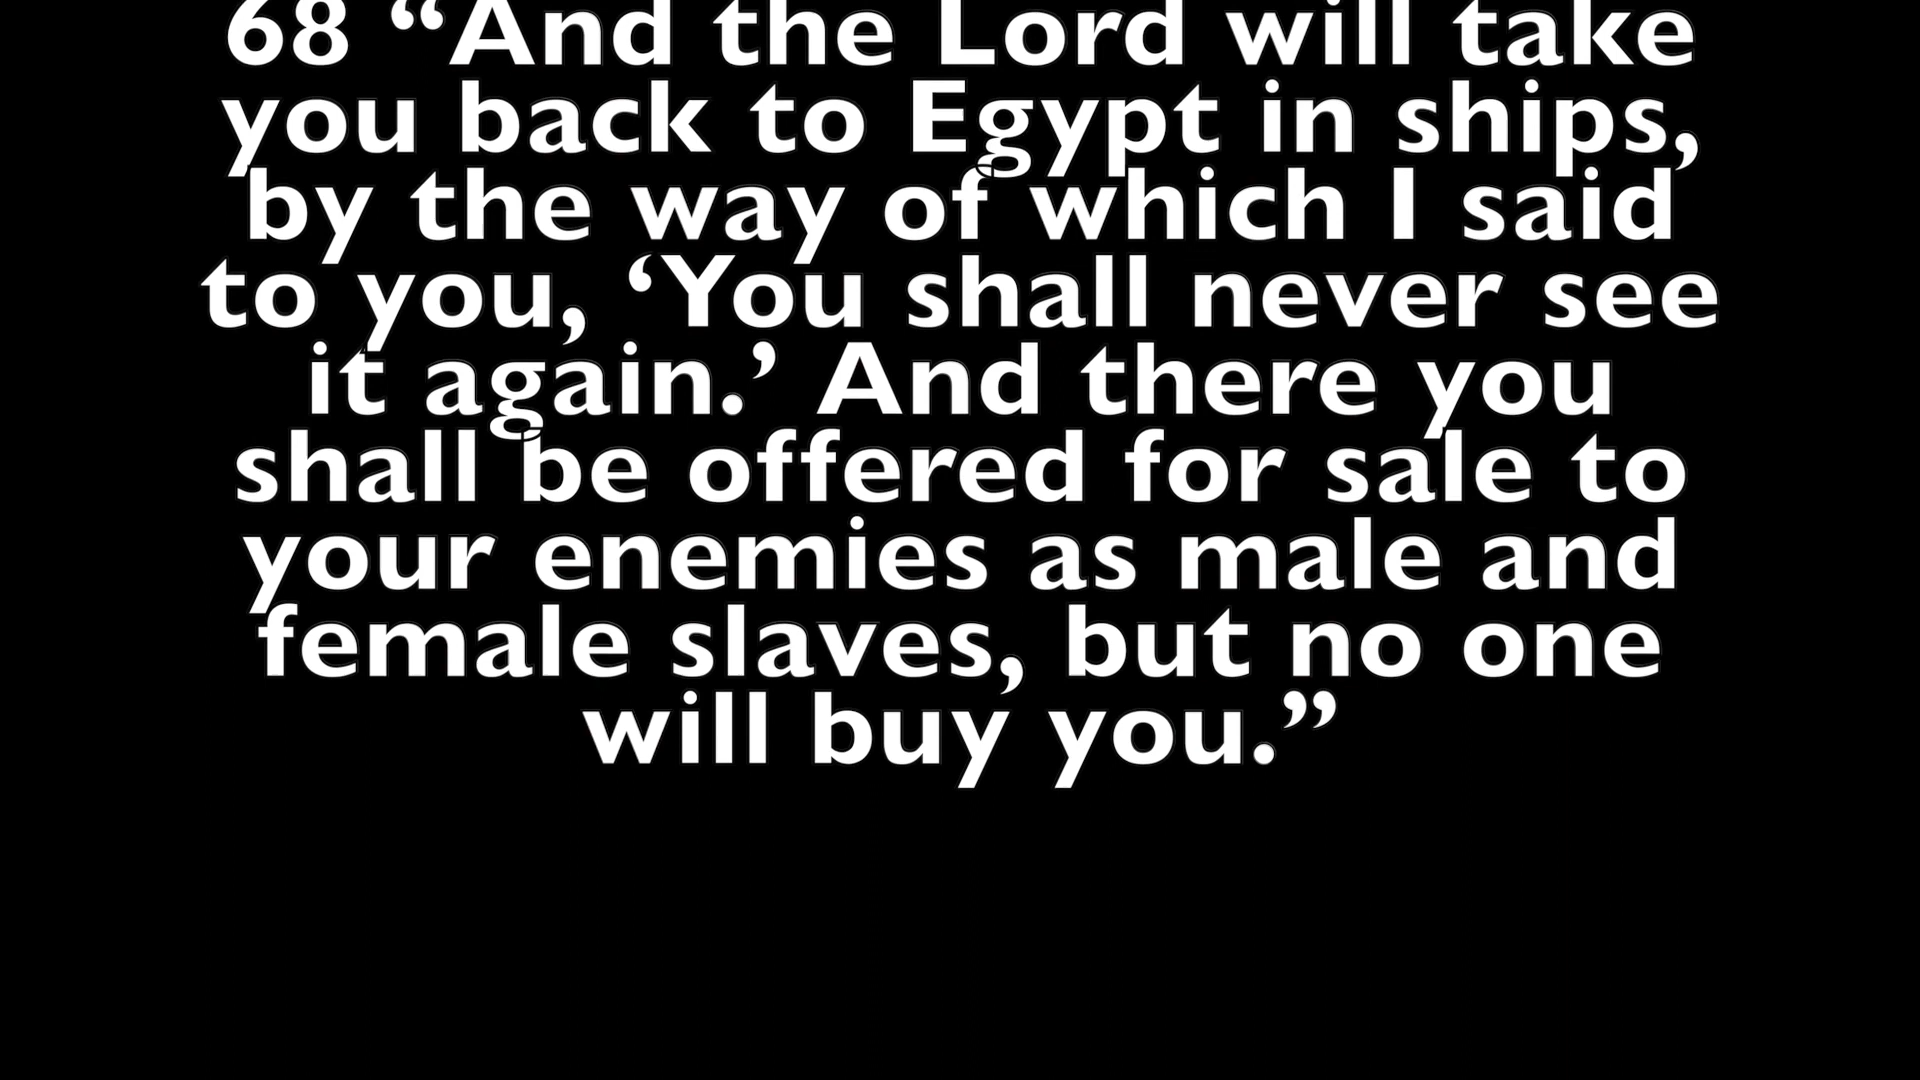 68 “And the Lord will take
you back to Egypt in ships,
by the way of which I said
to you, ‘You shall never see
it again.’ And there you
shall be offered for sale to
your enemies as male and
female slaves, but no one
will buy you.”